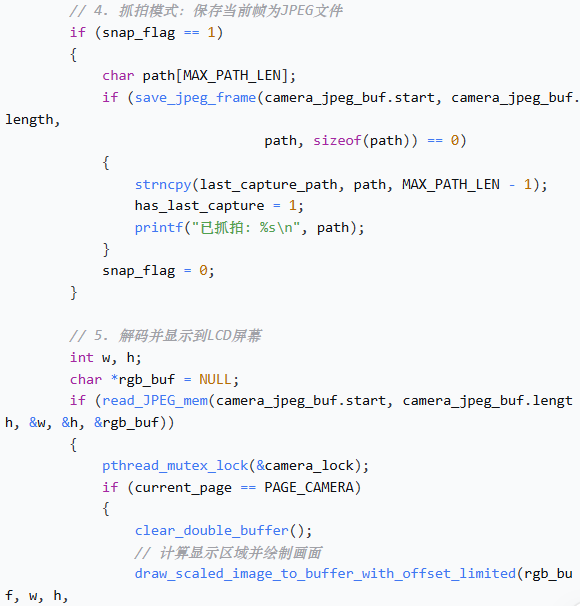 // 4. 抓拍模式：保存当前帧为JPEG文件
if (snap_flag == 1)
{
char path[MAX_PATH_LEN];
if (save_jpeg_frame(camera_jpeg_buf.start, camera_jpeg_buf.
length,
path, sizeof(path)) == 0)
{
strncpy(last_capture_path, path, MAX_PATH_LEN - 1);
has_last_capture = 1;
printf("已抓拍: %s\n", path);
}
snap_flag = 0;
}
// 5. 解码并显示到LCD屏幕
int w, h;
char *rgb_buf = NULL;
if (read_JPEG_mem(camera_jpeg_buf.start, camera_jpeg_buf.lengt
h, &w, &h, &rgb_buf))
{
pthread_mutex_lock(&camera_lock);
if (current_page == PAGE_CAMERA)
{
clear_double_buffer();
// 计算显示区域并绘制画面
draw_scaled_image_to_buffer_with_offset_limited(rgb_bu
f, w, h,